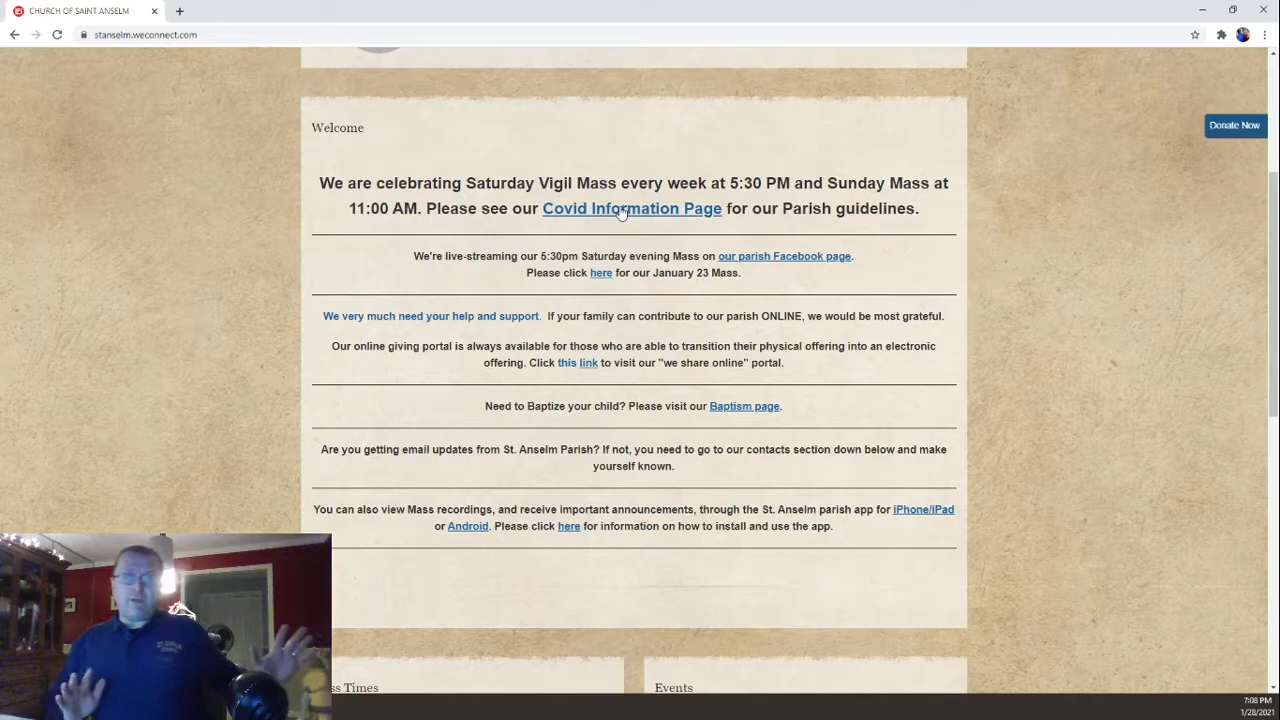 CHURCH OF SAINT ANSELM
stanselm.weconnect.com
Donate Now
Welcome
We are celebrating Saturday Vigil Mass every week at 5:30 PM and Sunday Mass at
11:00 AM. Please see our Covid Information Page for our Parish guidelines.
We're live-streaming our 5:30pm Saturday evening Mass on our parish Facebook page.
Please click here for our January 23 Mass.
We very much need your help and support. If your family can contribute to our parish ONLINE, we would be most grateful.
Our online giving portal is always available for those who are able to transition their physical offering into an electronic
offering. Click this link to visit our "we share online" portal.
Need to Baptize your child? Please visit our Baptism page.
Are you getting email updates from St. Anselm Parish? If not, you need to go to our contacts section down below and make
yourself known.
You can also view Mass recordings, and receive important announcements, through the St. Anselm parish app for iPhone/iPad
or Android. Please click here for information on how to install and use the app.
ss Times
Events
7:08 PM
1/28/2021